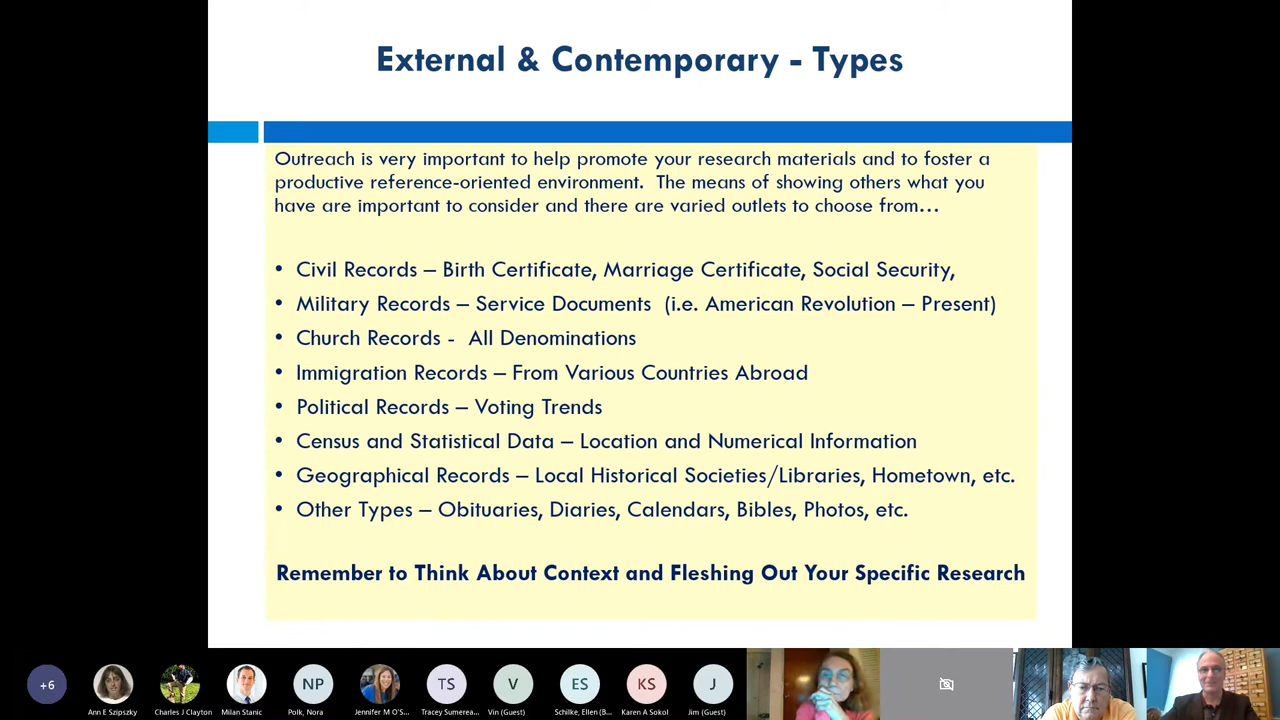 External & Contemporary - Types
Outreach is very important to help promote your research materials and to foster a
productive reference-oriented environment.  The means of showing others what you
have are important to consider and there are varied outlets to choose from…
• Civil Records – Birth Certificate, Marriage Certificate, Social Security,
• Military Records – Service Documents  (i.e. American Revolution – Present)
• Church Records -  All Denominations
• Immigration Records – From Various Countries Abroad
• Political Records – Voting Trends
• Census and Statistical Data – Location and Numerical Information
• Geographical Records – Local Historical Societies/Libraries, Hometown, etc.
• Other Types – Obituaries, Diaries, Calendars, Bibles, Photos, etc.
Remember to Think About Context and Fleshing Out Your Specific Research
+6
NP
TS
V
ES
KS
J
Ann E Szipszky
Charles J Clayton
Milan Stanic
Polk, Nora
Jennifer M O'S...
Tracey Sumerea...
Vin (Guest)
Schilke, Ellen (B...
Karen A Sokol
Jim (Guest)